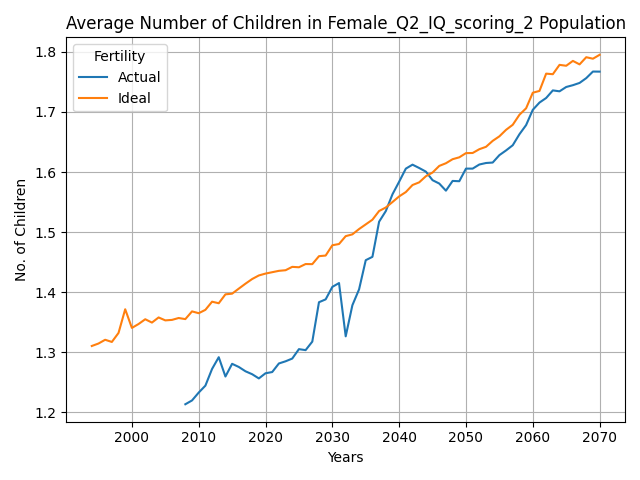 Average Number of Children in Female_Q2_IQ_scoring_2 Population
Fertility
Actual
Ideal
1.8
1.7
1.6
1.5
1.4
1.3
1.2
No. of Children
2000 2010 2020 2030 2040 2050 2060 2070
Years